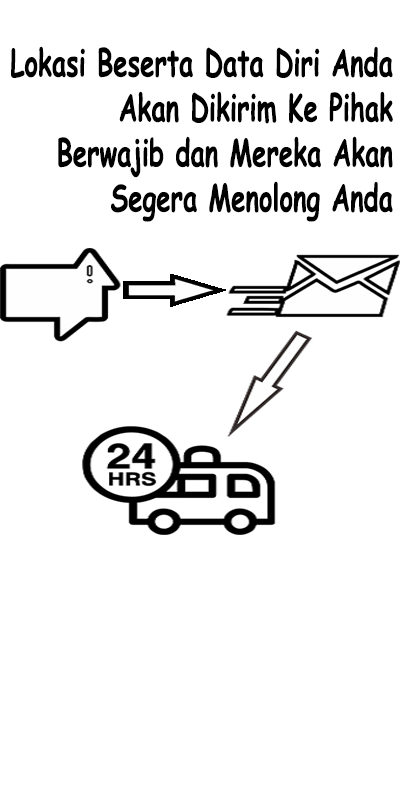 Lokasi Beserta Data Diri Anda
Akan Dikirim Ke Pihak
Berwajib dan Mereka Akan
Segera Menolong Anda
!
24
HRS